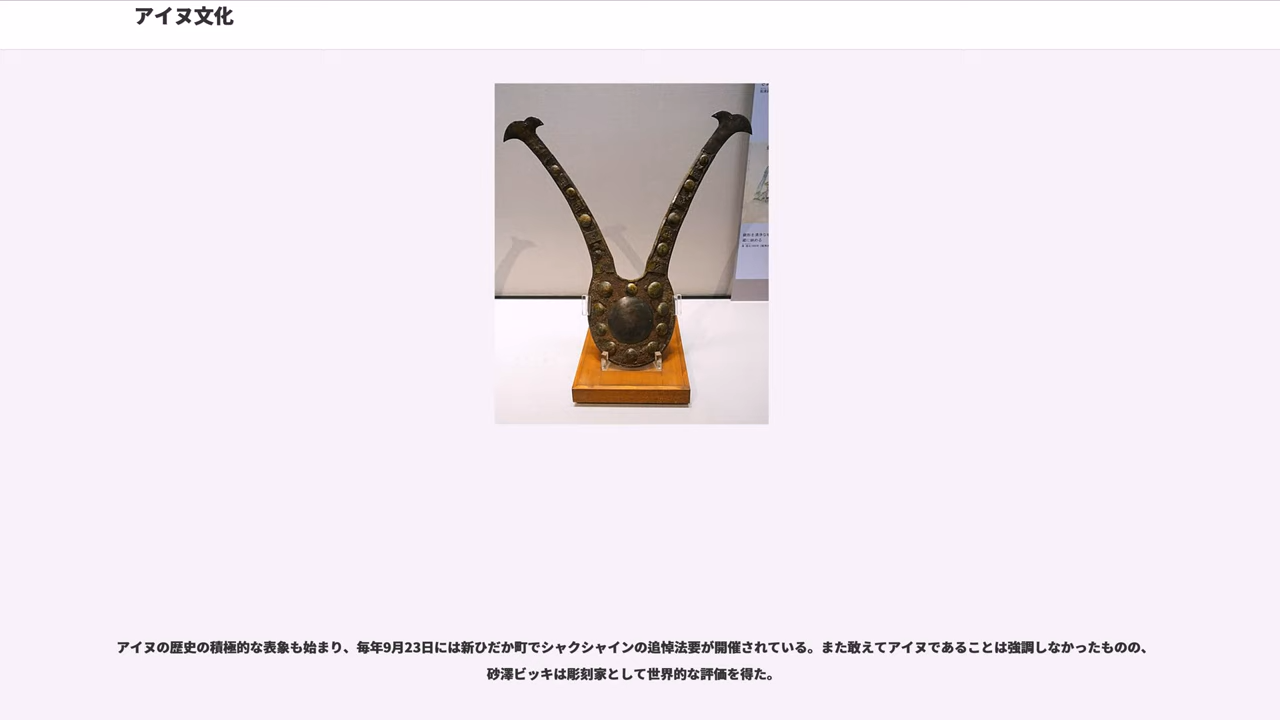 アイヌ文化
アイヌの歴史の積極的な表象も始まり、毎年9月23日には新ひだか町でシャクシャインの追悼法要が開催されている。また敢えてアイヌであることは強調しなかったものの、
砂澤ビッキは彫刻家として世界的な評価を得た。